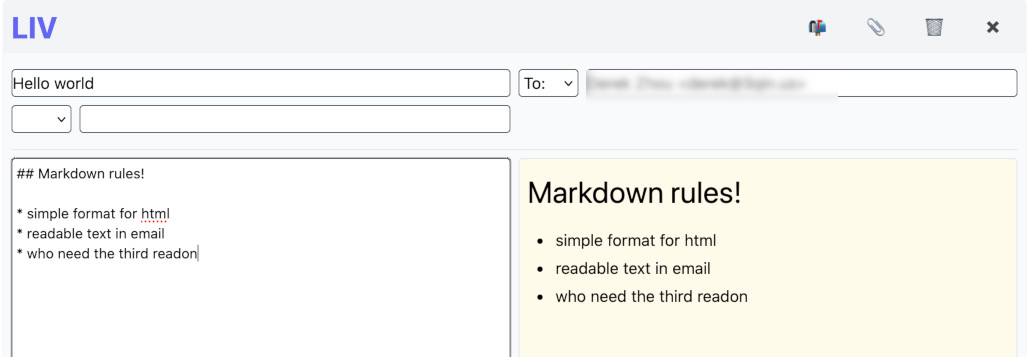 LIV
Hello world
To:
## Markdown rules!
* simple format for html
* readable text in email
* who need the third readon
Markdown rules!
• simple format for html
• readable text in email
• who need the third readon